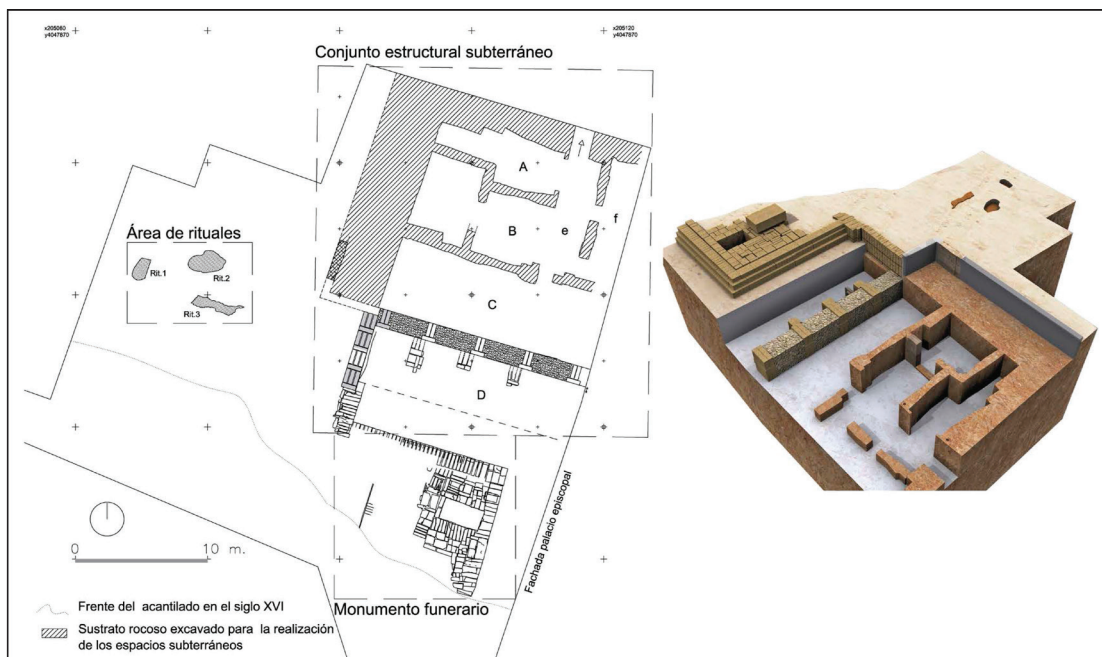 x205080
y4047870
x205120
y4047870
Conjunto estructural subterráneo
A
f
B
e
Área de rituales
Rit.1
Rit.2
Rit.3
C
D
Fachada palacio episcopal
0 10 m.
Monumento funerario
Frente del acantilado en el siglo XVI
Sustrato rocoso excavado para la realización
de los espacios subterráneos